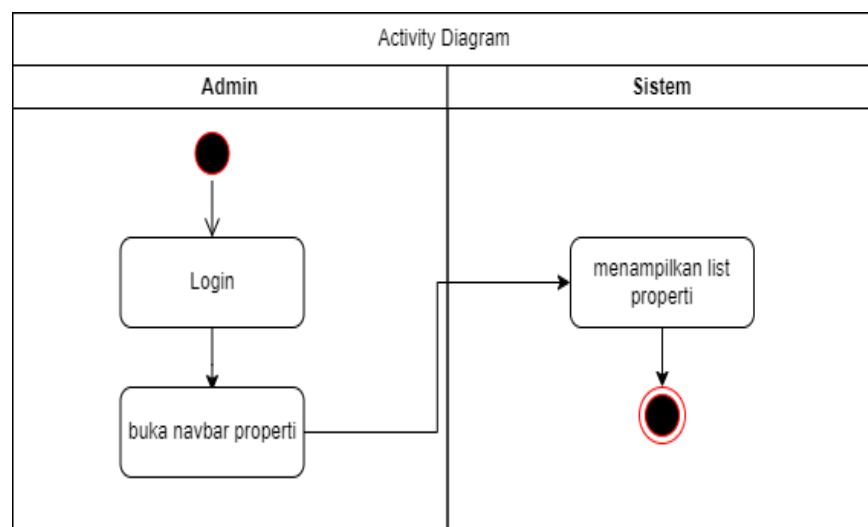 Activity Diagram
Admin
Sistem
Login
menampilkan list
properti
buka navbar properti